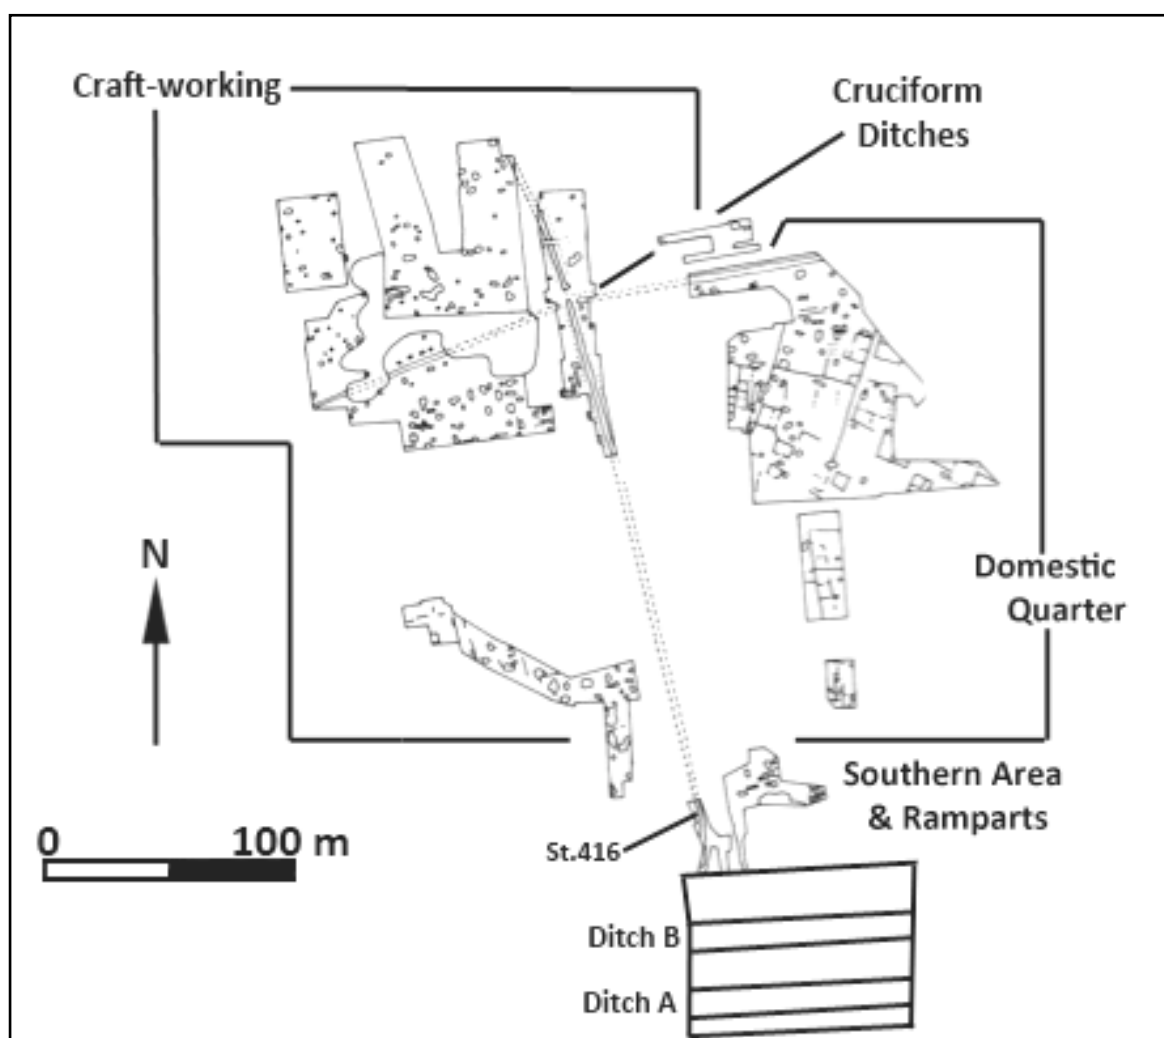 Craft-working
Cruciform
Ditches
N
Domestic
Quarter
Southern Area
& Ramparts
0 100 m
St.416
Ditch B
Ditch A